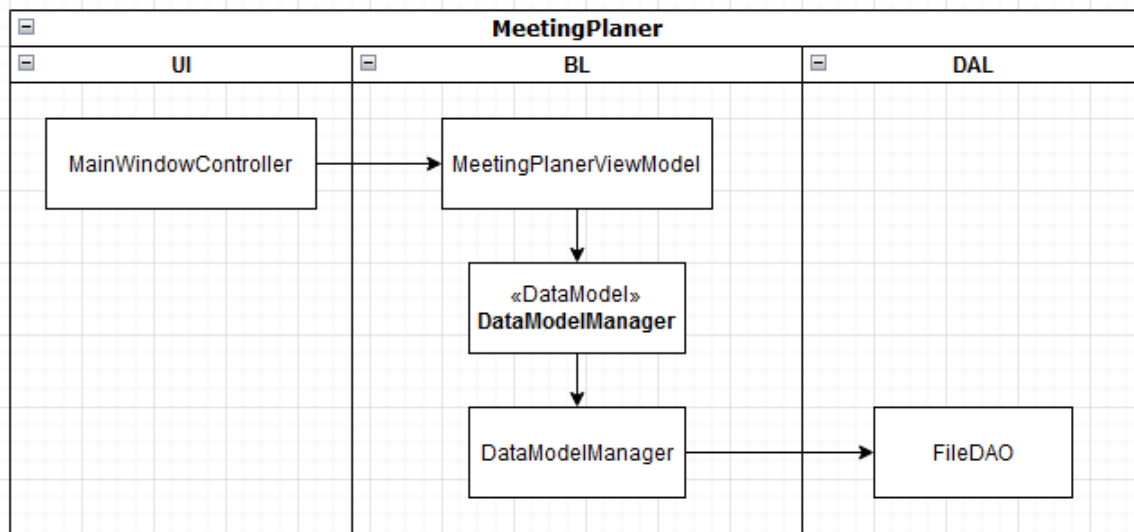 MeetingPlaner
UI
BL
DAL
MainWindowController
MeetingPlanerViewModel
«DataModel»
DataModelManager
DataModelManager
FileDAO